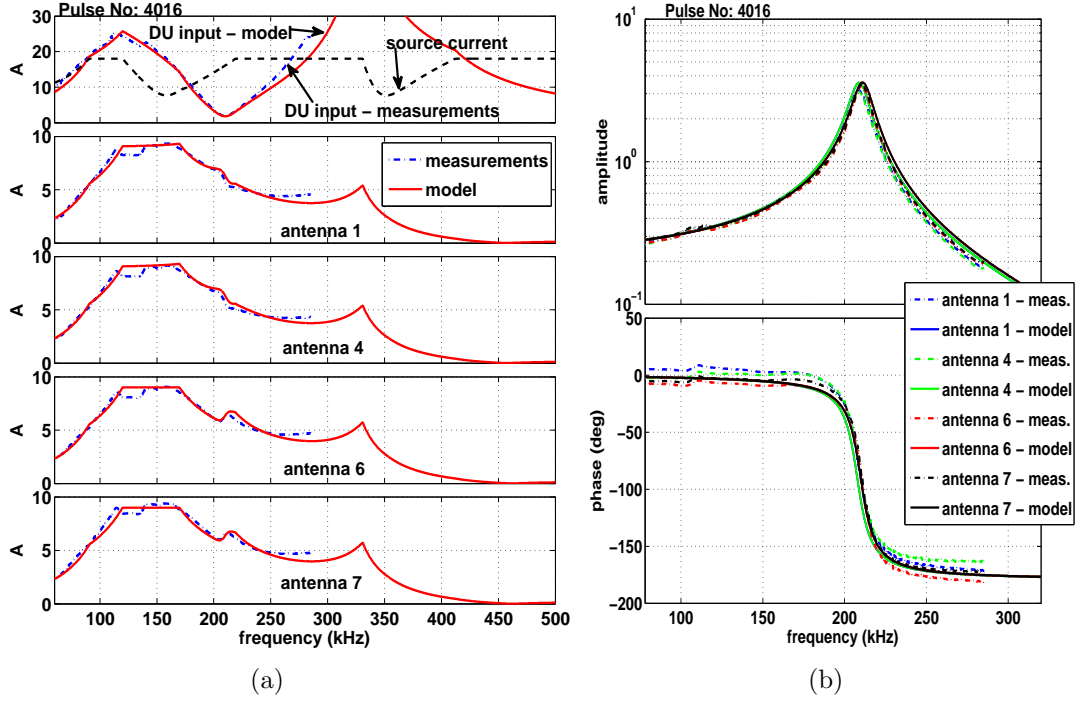 Pulse No: 4016
30
20
10
0
A
DU input – model
source current
DU input – measurements
10
5
0
A
measurements
model
antenna 1
10
5
0
A
antenna 4
10
5
0
A
antenna 6
10
5
0
A
antenna 7
100 150 200 250 300 350 400 450 500
frequency (kHz)
(a)
Pulse No: 4016
10^1
10^0
10^-1
amplitude
antenna 1 – meas.
antenna 1 – model
antenna 4 – meas.
antenna 4 – model
antenna 6 – meas.
antenna 6 – model
antenna 7 – meas.
antenna 7 – model
50
0
−50
−100
−150
−200
phase (deg)
100 150 200 250 300
frequency (kHz)
(b)